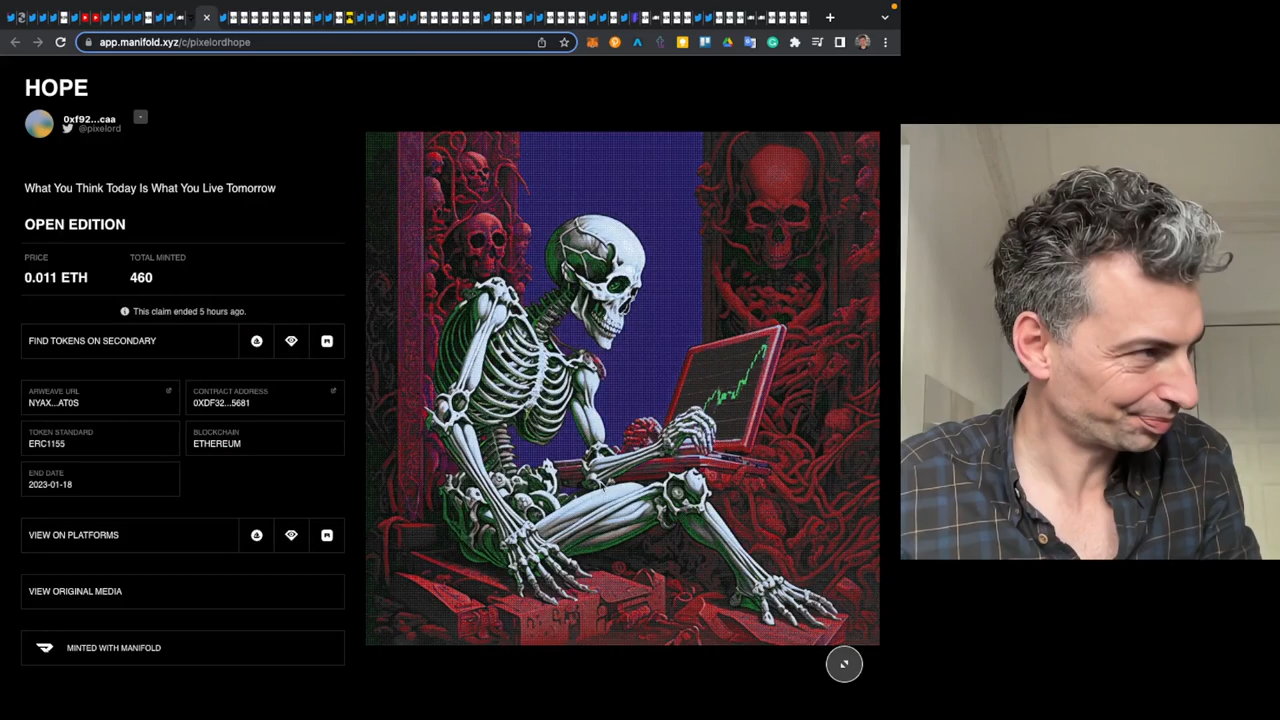 app.manifold.xyz/c/pixelordhope
HOPE
0xf92...caa
@pixelord
What You Think Today Is What You Live Tomorrow
OPEN EDITION
PRICE
TOTAL MINTED
0.011 ETH
460
This claim ended 5 hours ago.
FIND TOKENS ON SECONDARY
ARWEAVE URL
CONTRACT ADDRESS
NYAX...AT0S
0XDF32...5681
TOKEN STANDARD
BLOCKCHAIN
ERC1155
ETHEREUM
END DATE
2023-01-18
VIEW ON PLATFORMS
VIEW ORIGINAL MEDIA
MINTED WITH MANIFOLD